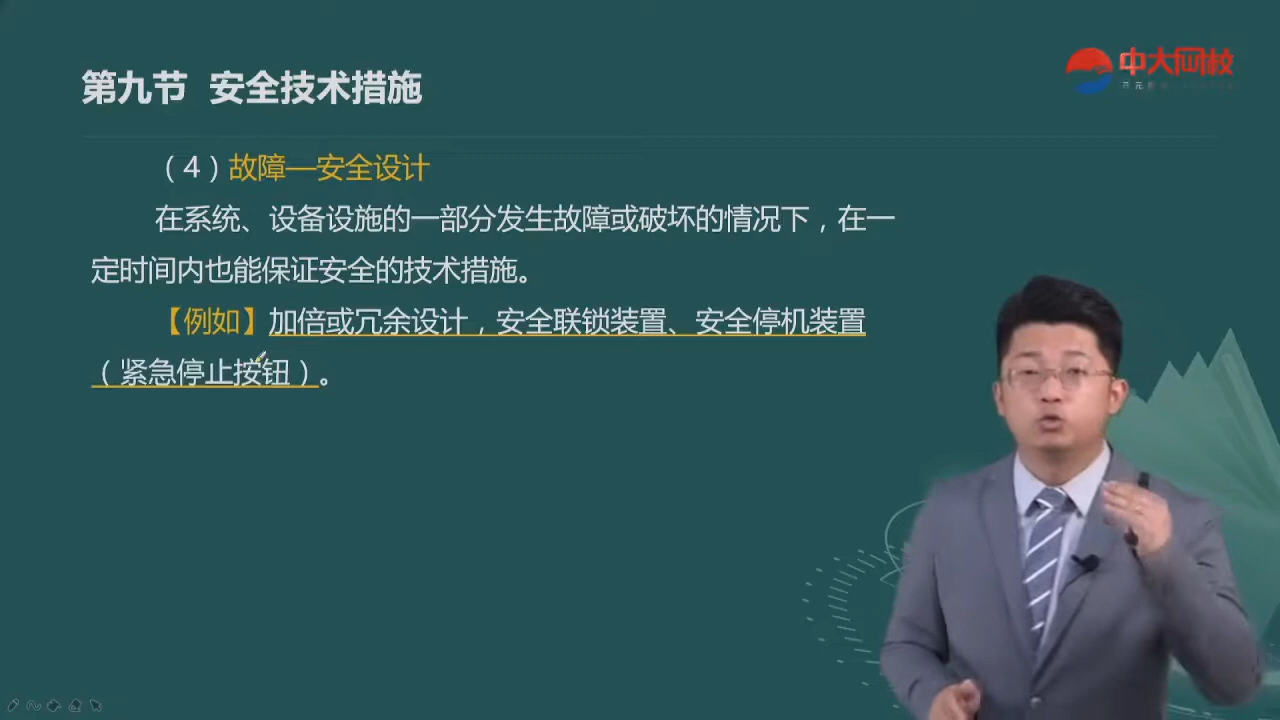 第九节 安全技术措施
中大网校
（4）故障—安全设计
在系统、设备设施的一部分发生故障或破坏的情况下，在一
定时间内也能保证安全的技术措施。
【例如】加倍或冗余设计，安全联锁装置、安全停机装置
（紧急停止按钮）。